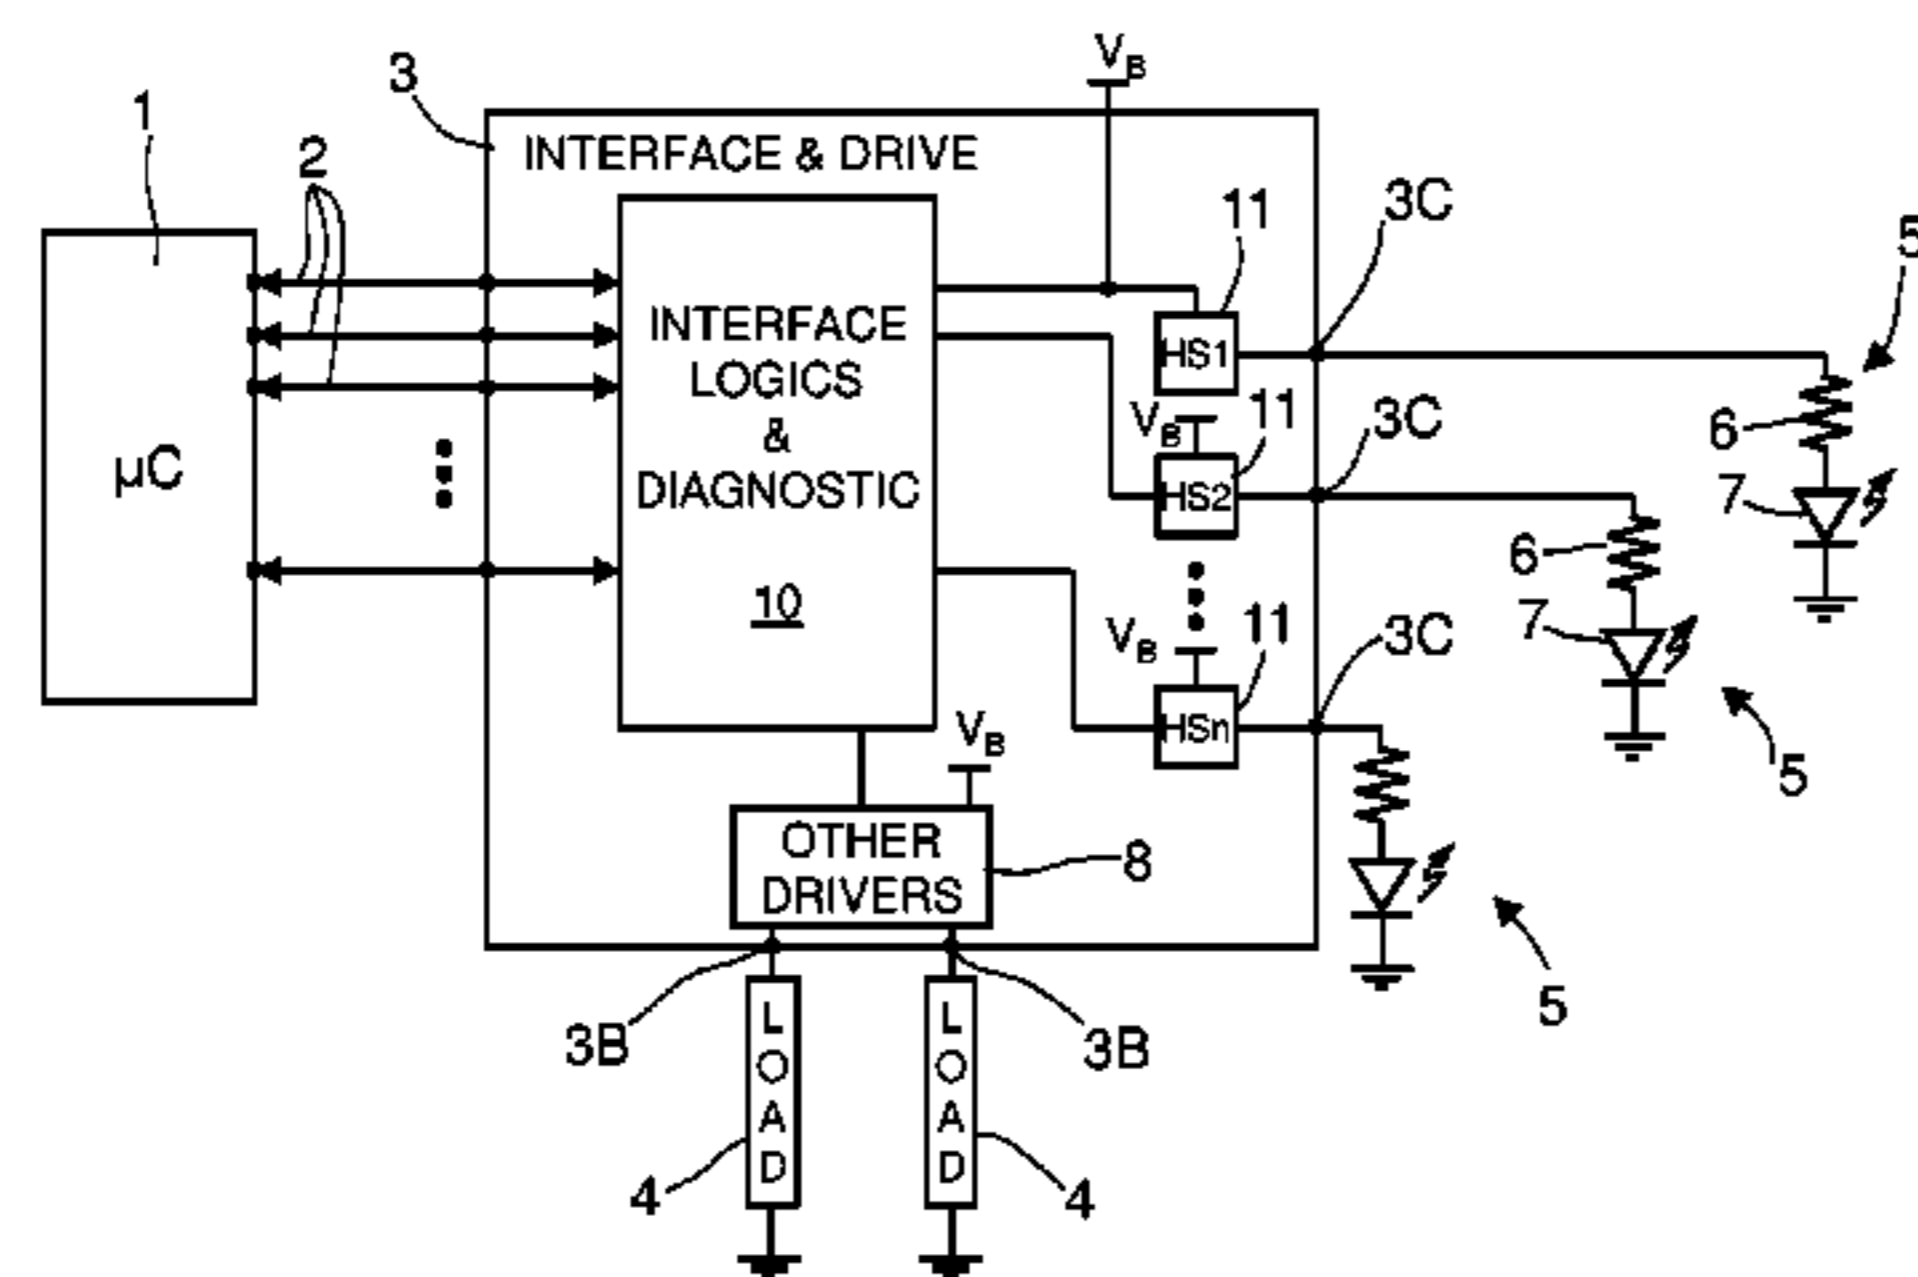 V_B
3
1
INTERFACE & DRIVE
2
11
3C
5
INTERFACE
LOGICS
&
DIAGNOSTIC
10
HS1
V_B
11
3C
6
µC
HS2
7
6
V_B
11
3C
7
HSn
V_B
5
OTHER
DRIVERS
8
5
3B
LOAD
LOAD
3B
4
4